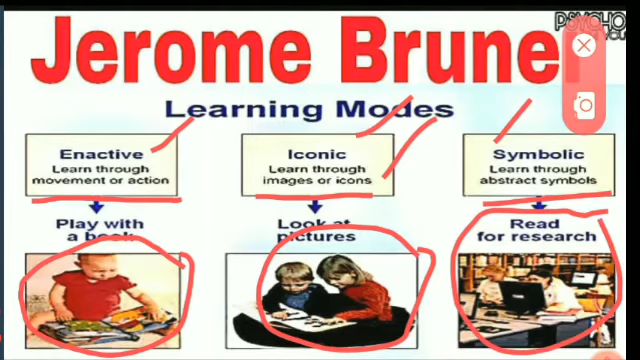 Jerome Bruner
Learning Modes
Enactive
Learn through
movement or action
Iconic
Learn through
images or icons
Symbolic
Learn through
abstract symbols
Play with
a book
Look at
pictures
Read
for research